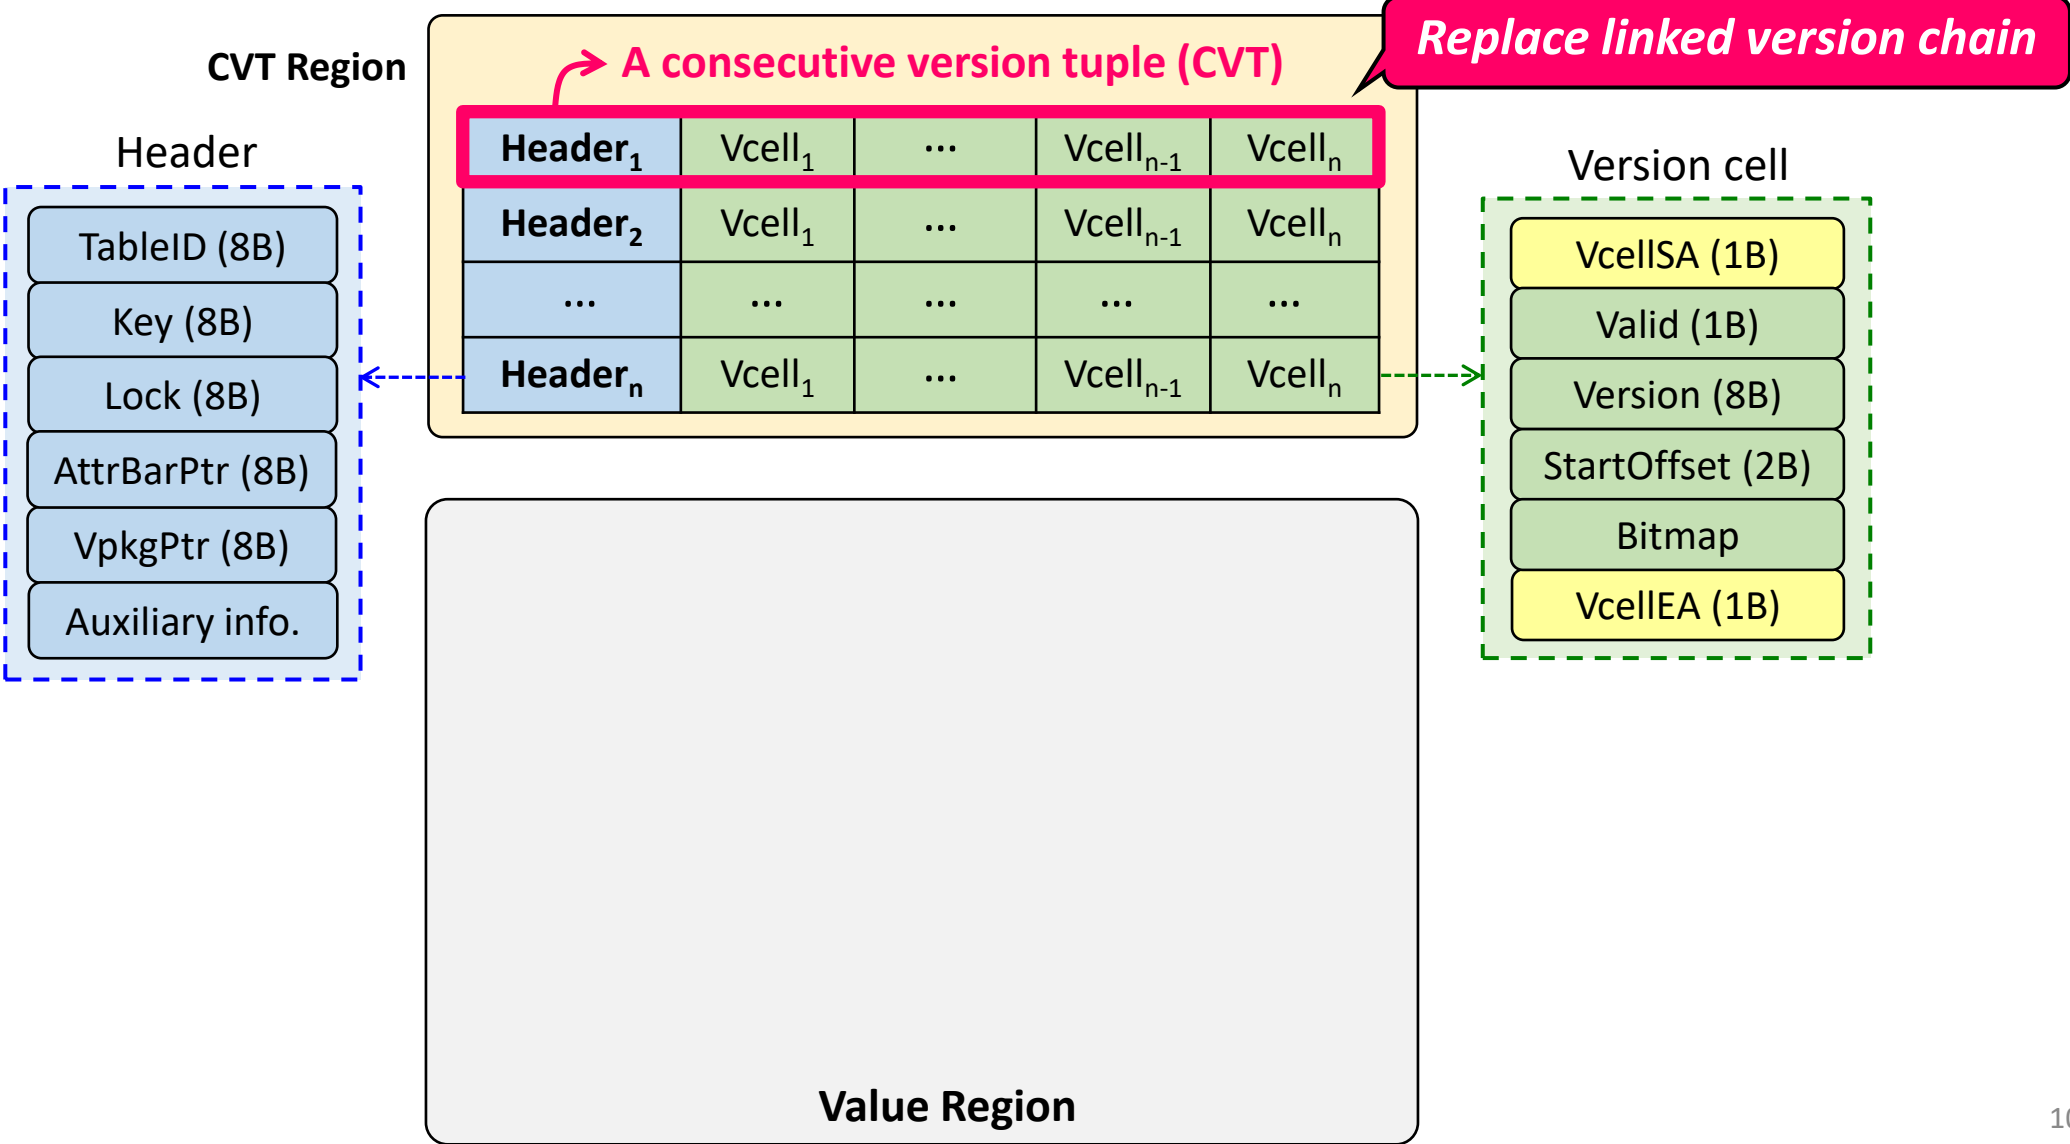 Replace linked version chain
CVT Region
A consecutive version tuple (CVT)
Header
TableID (8B)
Key (8B)
Lock (8B)
AttrBarPtr (8B)
VpkgPtr (8B)
Auxiliary info.
Header1 Vcell1 ... Vcelln-1 Vcelln
Header2 Vcell1 ... Vcelln-1 Vcelln
... ... ... ... ...
Headern Vcell1 ... Vcelln-1 Vcelln
Version cell
VcellSA (1B)
Valid (1B)
Version (8B)
StartOffset (2B)
Bitmap
VcellEA (1B)
Value Region